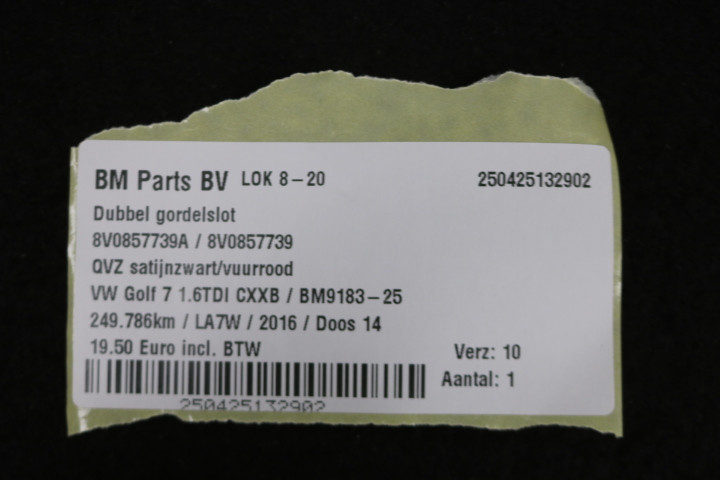 BM Parts BV LOK 8-20 250425132902
Dubbel gordelslot
8V0857739A / 8V0857739
QVZ satijnzwart/vuurrood
VW Golf 7 1.6TDI CXXB / BM9183-25
249.786km / LA7W / 2016 / Doos 14
19.50 Euro incl. BTW Verz: 10
Aantal: 1
250425132902